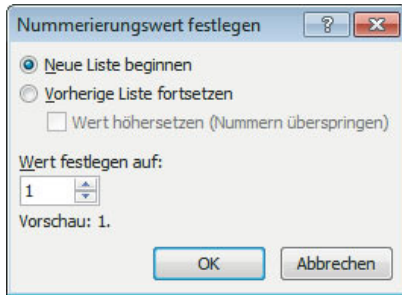 Nummerierungswert festlegen
Neue Liste beginnen
Vorherige Liste fortsetzen
Wert höhersetzen (Nummern überspringen)
Wert festlegen auf:
1
Vorschau: 1.
OK Abbrechen